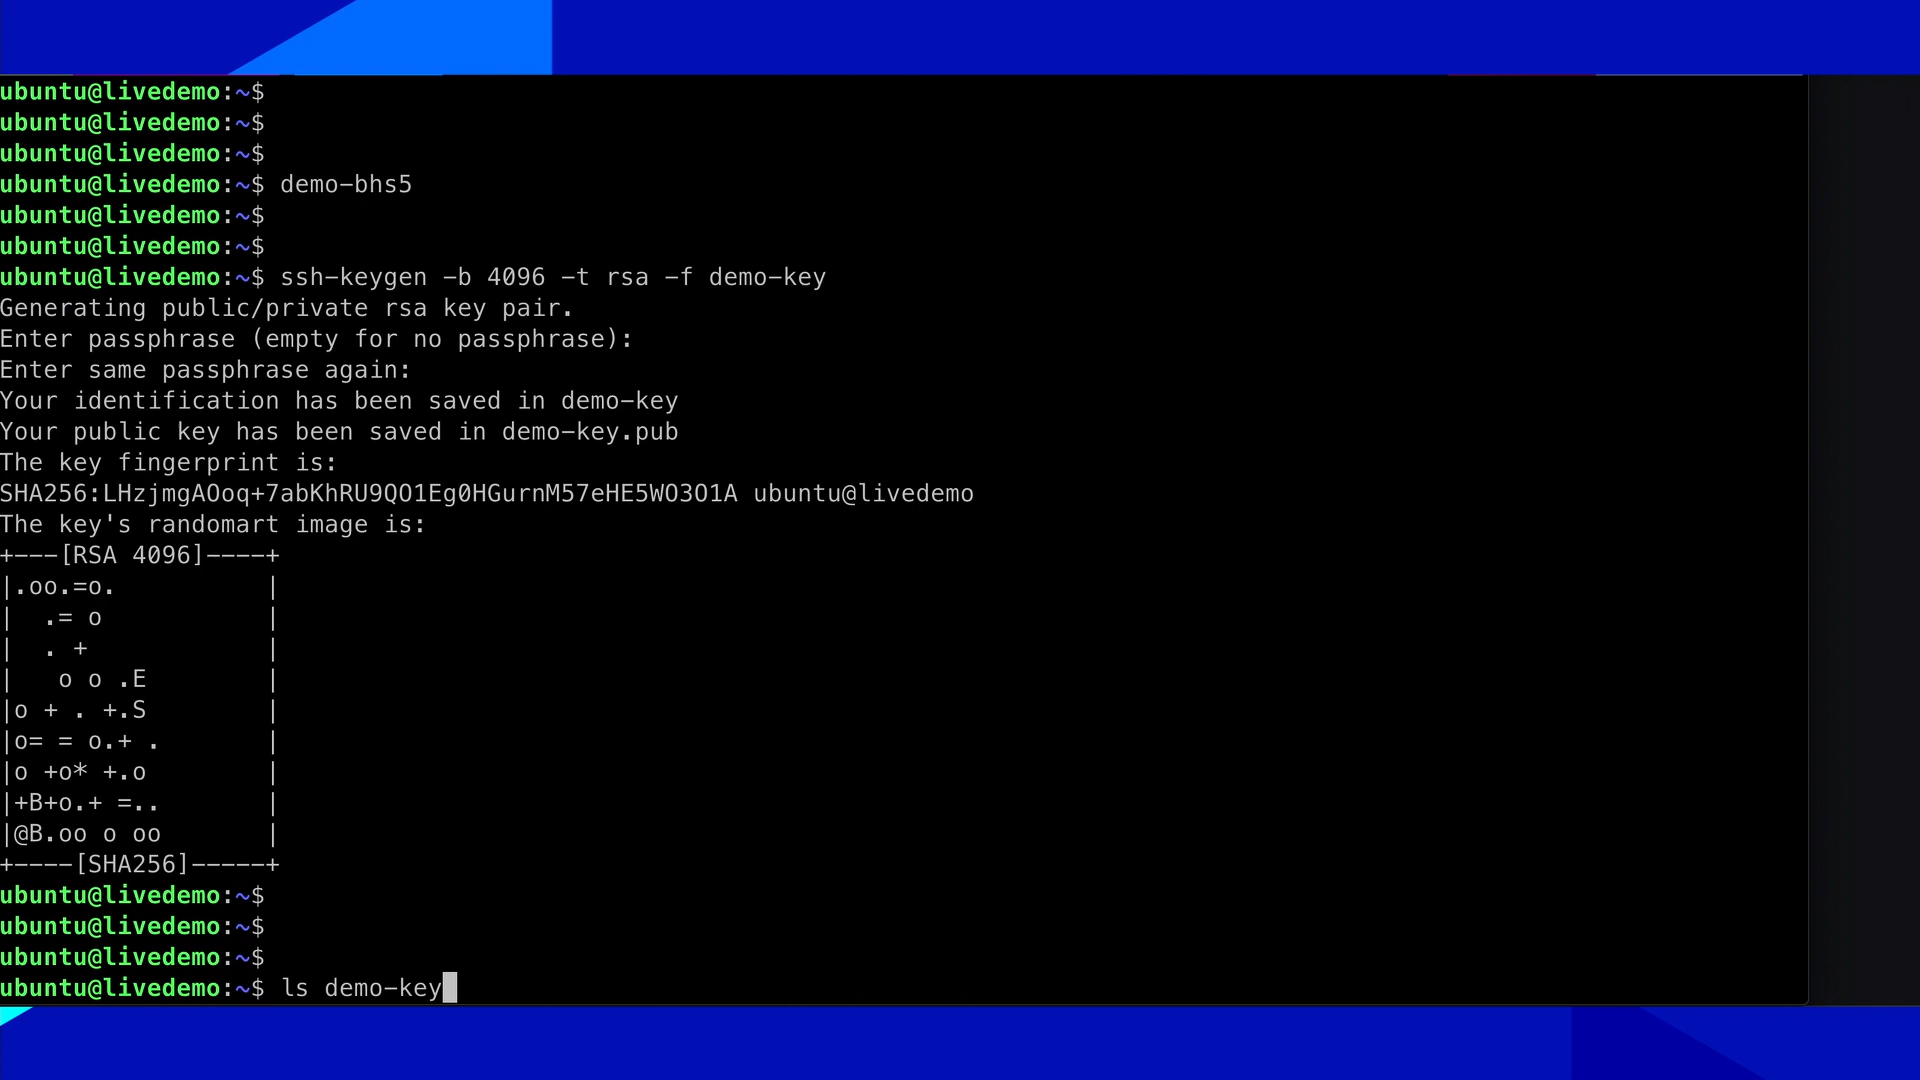 ubuntu@livedemo:~$
ubuntu@livedemo:~$
ubuntu@livedemo:~$
ubuntu@livedemo:~$ demo-bhs5
ubuntu@livedemo:~$
ubuntu@livedemo:~$
ubuntu@livedemo:~$ ssh-keygen -b 4096 -t rsa -f demo-key
Generating public/private rsa key pair.
Enter passphrase (empty for no passphrase):
Enter same passphrase again:
Your identification has been saved in demo-key
Your public key has been saved in demo-key.pub
The key fingerprint is:
SHA256:LHzjmgAOoq+7abKhRU9QO1Eg0HGurnM57eHE5WO3O1A ubuntu@livedemo
The key's randomart image is:
+---[RSA 4096]----+
|.oo.=o.          |
|  .= o           |
|  . +            |
|   o o .E        |
|o + . +.S        |
|o= = o.+ .       |
|o +o* +.o        |
|+B+o.+ =..       |
|@B.oo o oo       |
+----[SHA256]-----+
ubuntu@livedemo:~$
ubuntu@livedemo:~$
ubuntu@livedemo:~$
ubuntu@livedemo:~$ ls demo-key